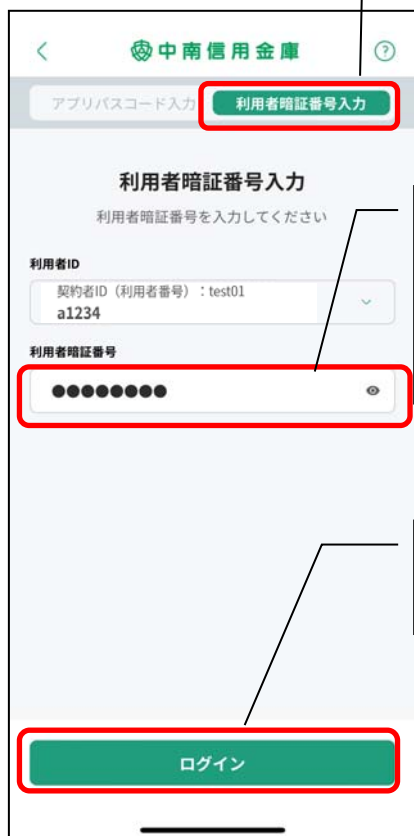 中南信用金庫
アプリパスコード入力 利用者暗証番号入力
利用者暗証番号入力
利用者暗証番号を入力してください
利用者ID
契約者ID（利用者番号）：test01
a1234
利用者暗証番号
●●●●●●●●
ログイン